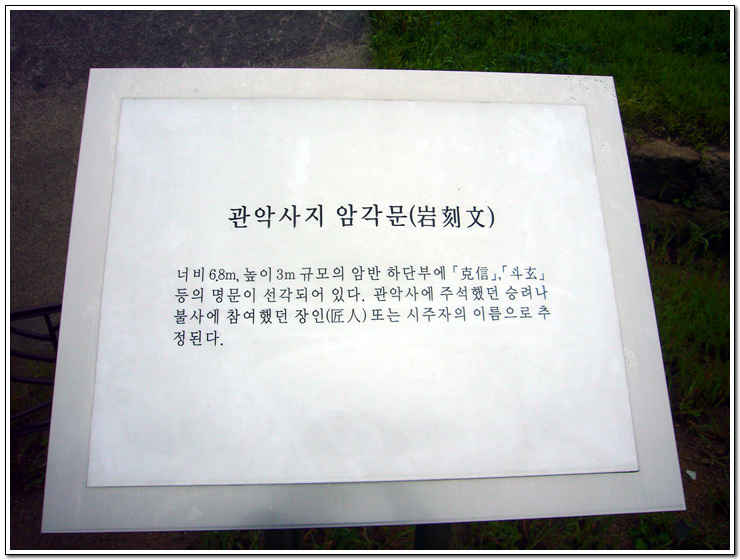 관악사지 암각문(岩刻文)
너비 6.8m, 높이 3m 규모의 암반 하단부에 「克信」,「斗玄」
등의 명문이 선각되어 있다. 관악사에 주석했던 승려나
불사에 참여했던 장인(匠人) 또는 시주자의 이름으로 추
정된다.